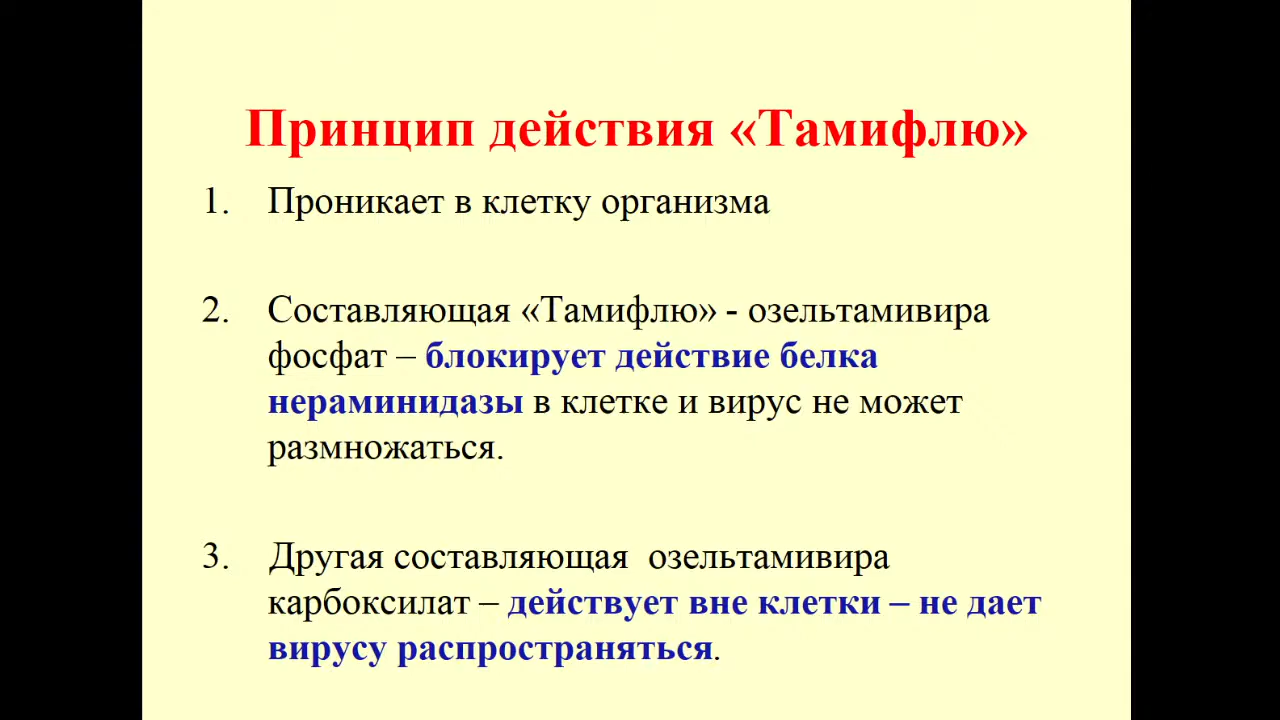 Принцип действия «Тамифлю»
1. Проникает в клетку организма
2. Составляющая «Тамифлю» - озельтамивира
фосфат – блокирует действие белка
нераминидазы в клетке и вирус не может
размножаться.
3. Другая составляющая озельтамивира
карбоксилат – действует вне клетки – не дает
вирусу распространяться.